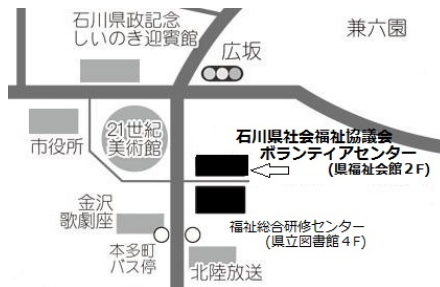 石川県政記念
しいのき迎賓館
広坂
兼六園
市役所
21世紀
美術館
石川県社会福祉協議会
ボランティアセンター
(県福祉会館２F)
金沢
歌劇座
福祉総合研修センター
(県立図書館４F)
本多町
バス停
北陸放送